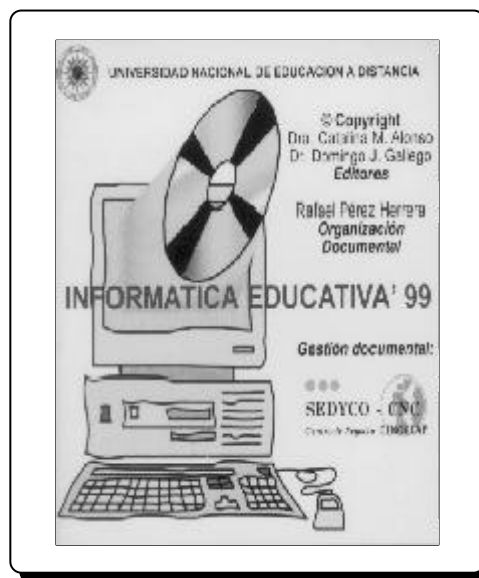 UNIVERSIDAD NACIONAL DE EDUCACION A DISTANCIA
© Copyright
Dra. Catalina M. Alonso
Dr. Domingo J. Gallego
Editores
Rafael Pérez Herrera
Organización
Documental
INFORMATICA EDUCATIVA' 99
Gestión documental:
SEDYCO - CNC